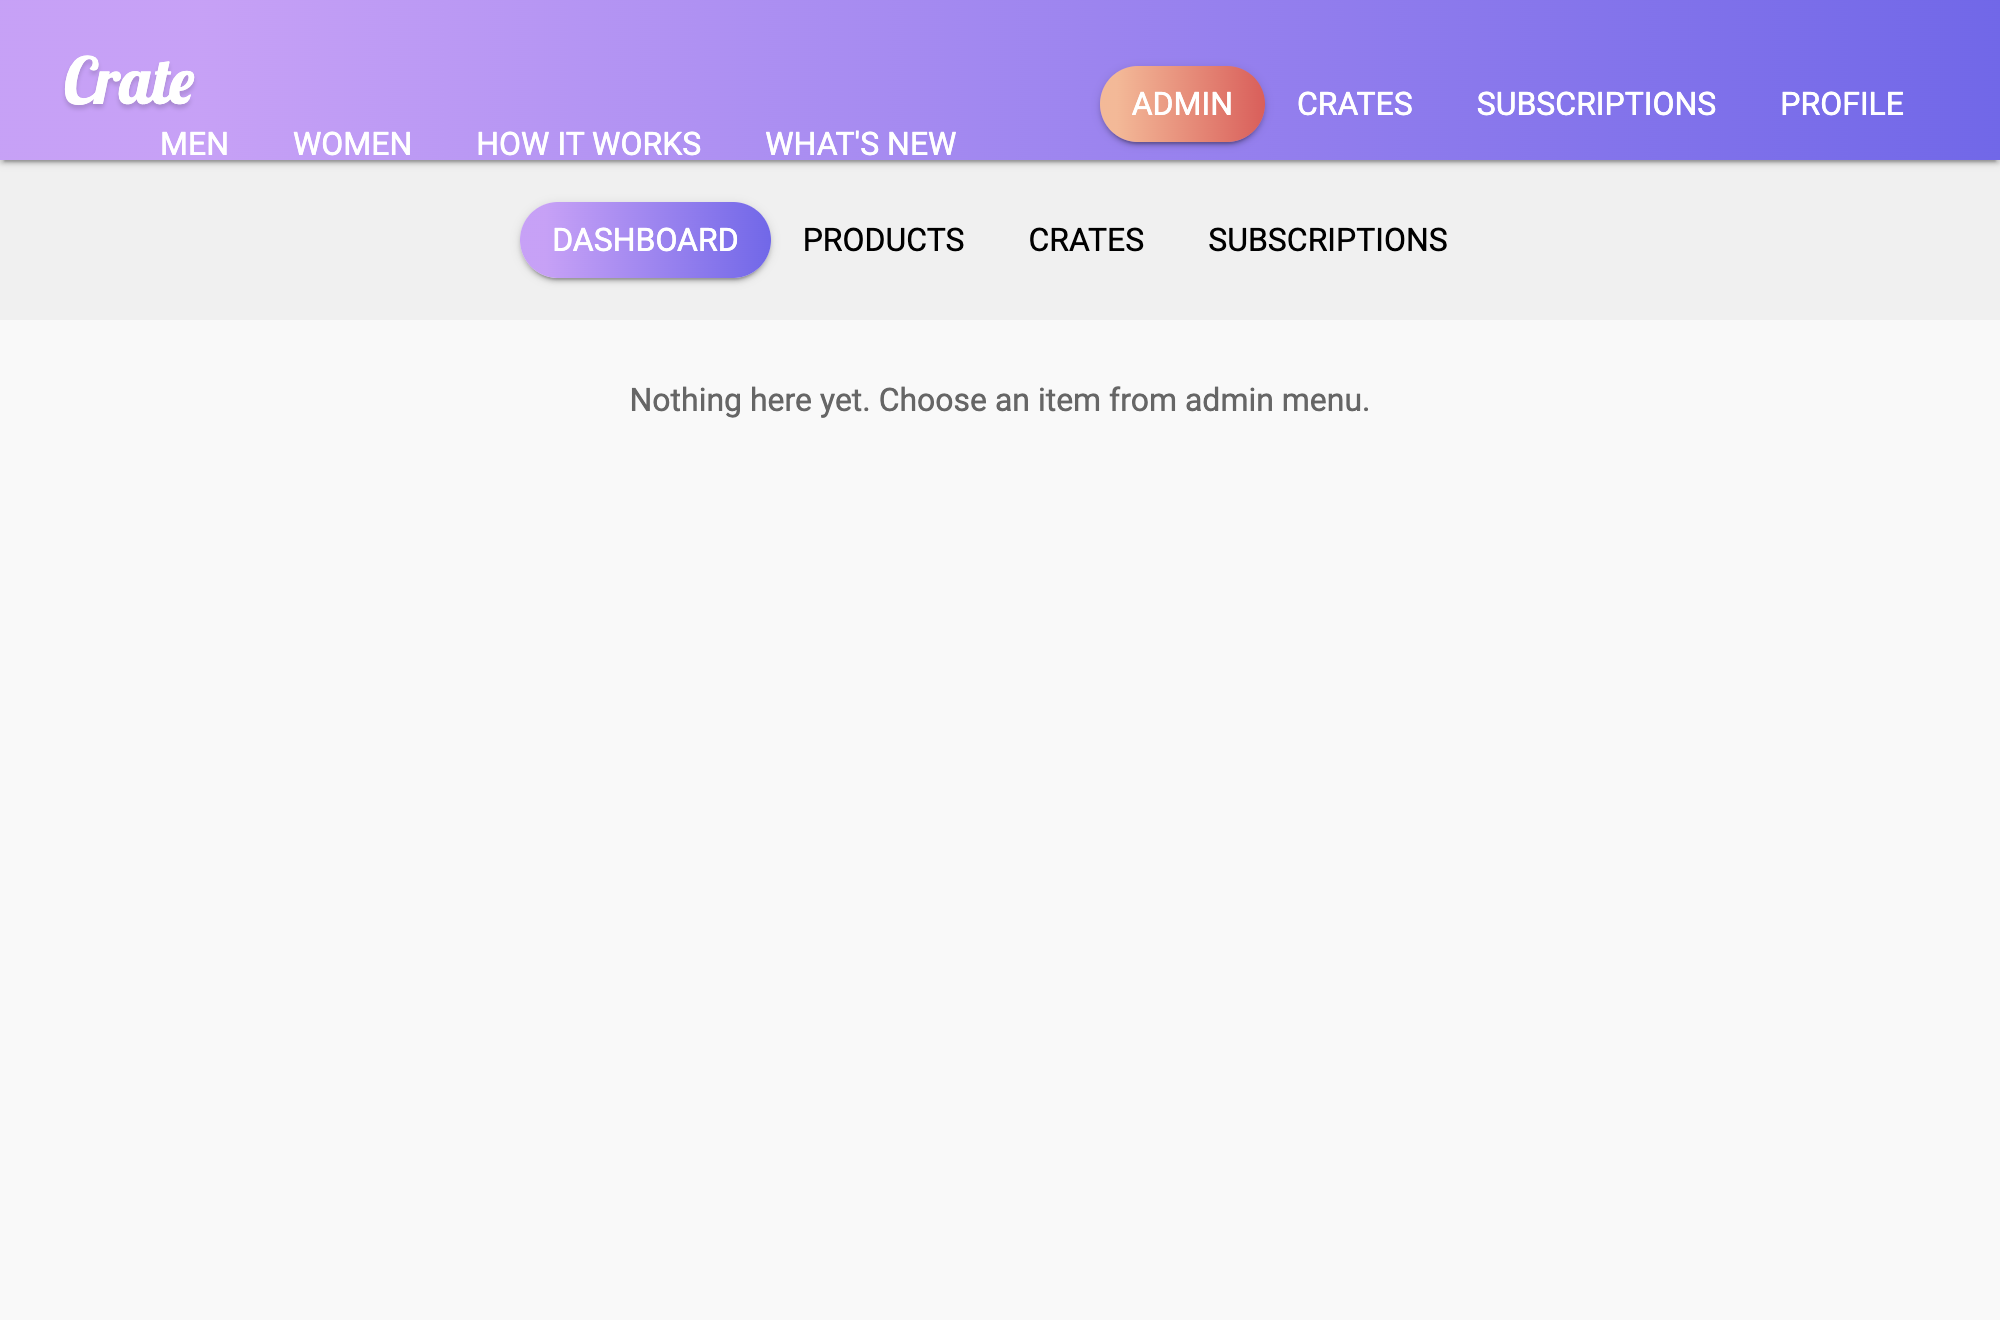 Crate
MEN WOMEN HOW IT WORKS WHAT'S NEW
ADMIN CRATES SUBSCRIPTIONS PROFILE
DASHBOARD PRODUCTS CRATES SUBSCRIPTIONS
Nothing here yet. Choose an item from admin menu.